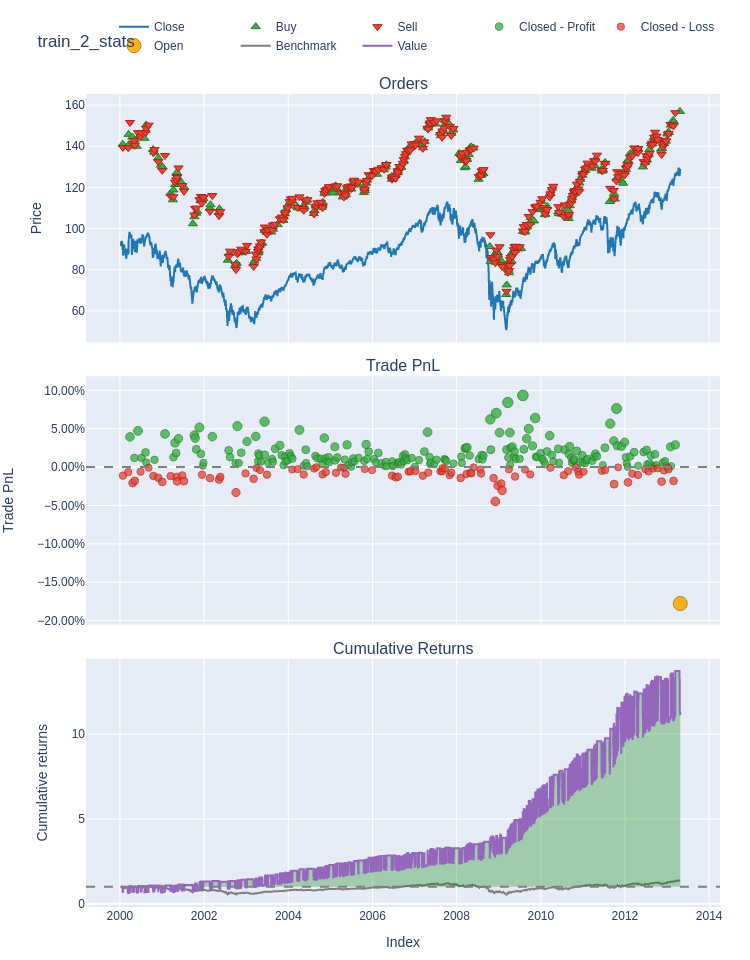 train_2_stats
Close
Buy
Sell
Closed - Profit
Closed - Loss
Open
Benchmark
Value
Orders
160
140
120
100
80
60
Price
Trade PnL
10.00%
5.00%
0.00%
−5.00%
−10.00%
−15.00%
−20.00%
Trade PnL
Cumulative Returns
10
5
0
Cumulative returns
2000
2002
2004
2006
2008
2010
2012
2014
Index